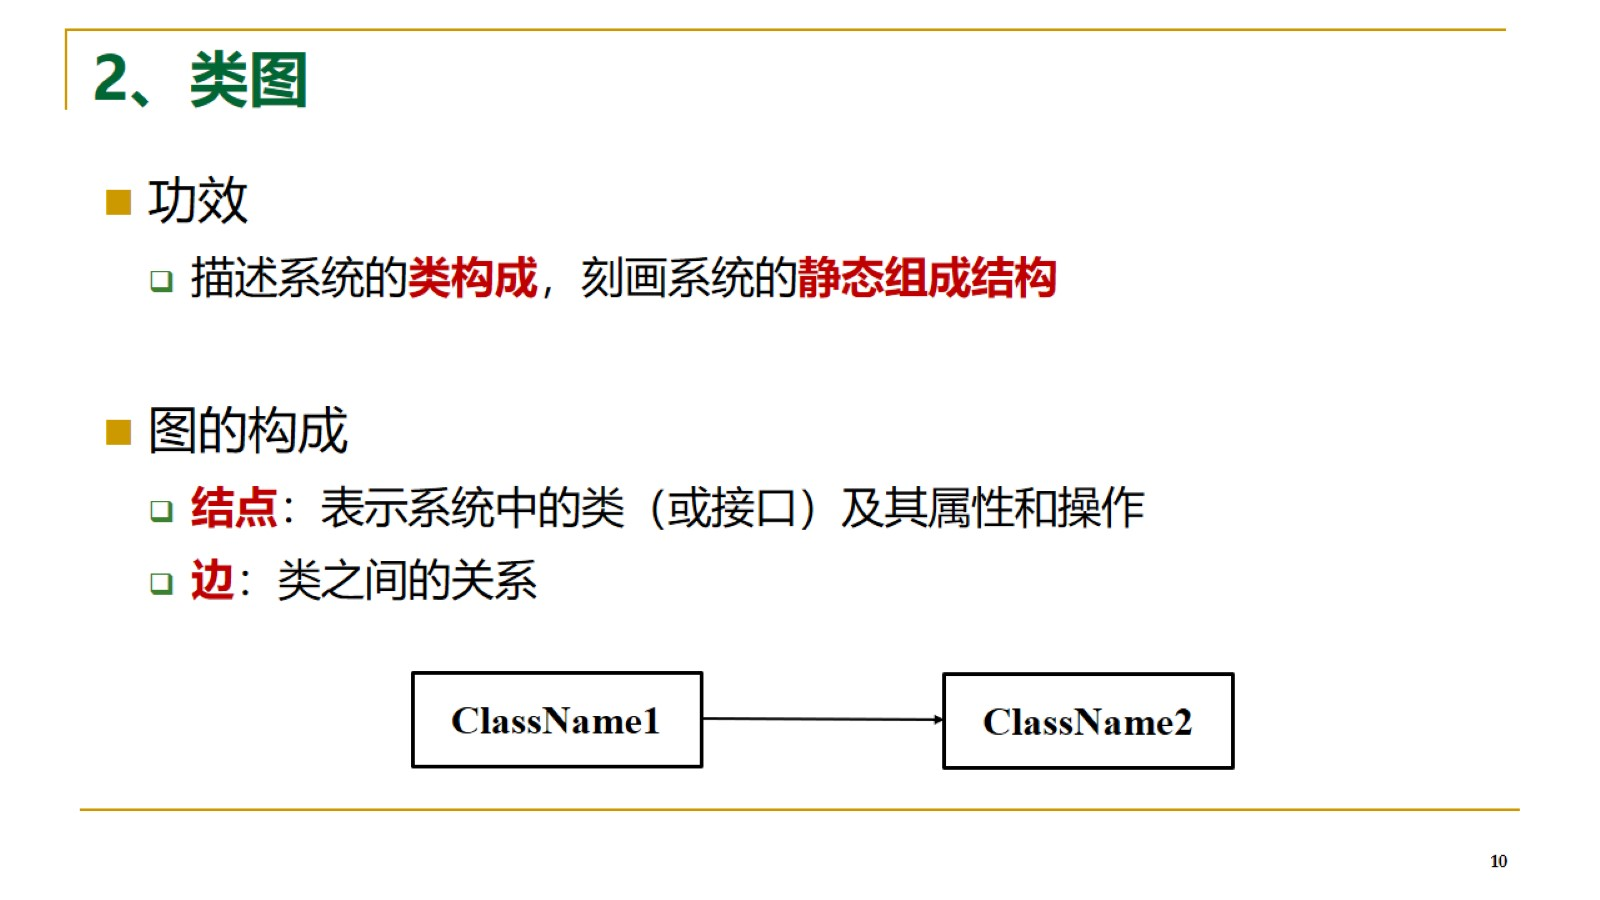 2、类图
功效
描述系统的类构成，刻画系统的静态组成结构
图的构成
结点：表示系统中的类（或接口）及其属性和操作
边：类之间的关系
ClassName1
ClassName2
10